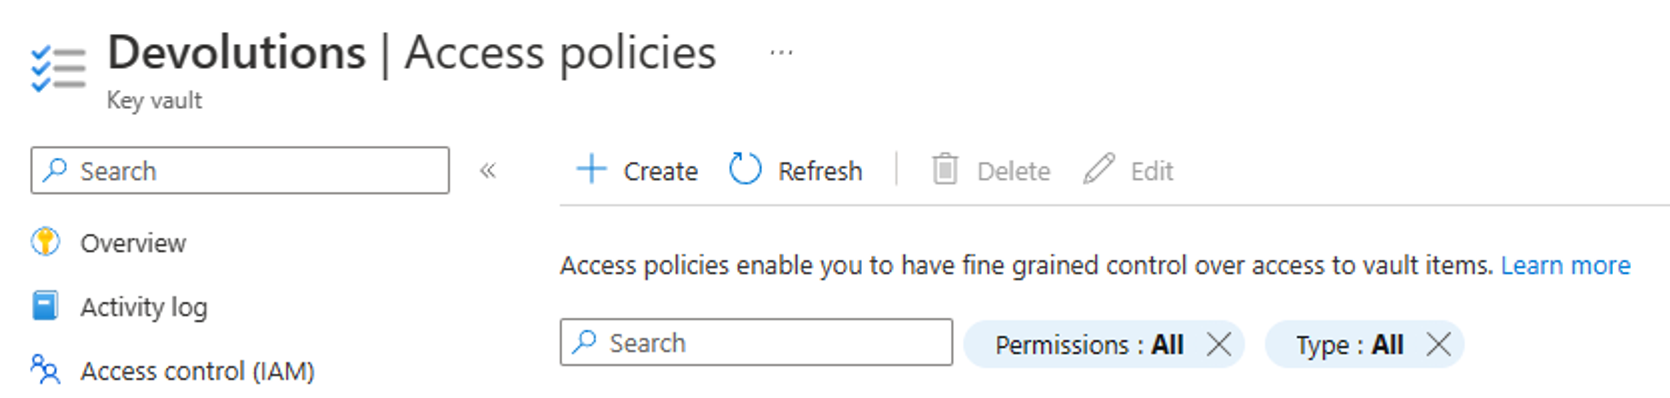 Devolutions | Access policies ...
Key vault
Search «
Create Refresh Delete Edit
Overview
Activity log
Access control (IAM)
Access policies enable you to have fine grained control over access to vault items. Learn more
Search Permissions : All Type : All